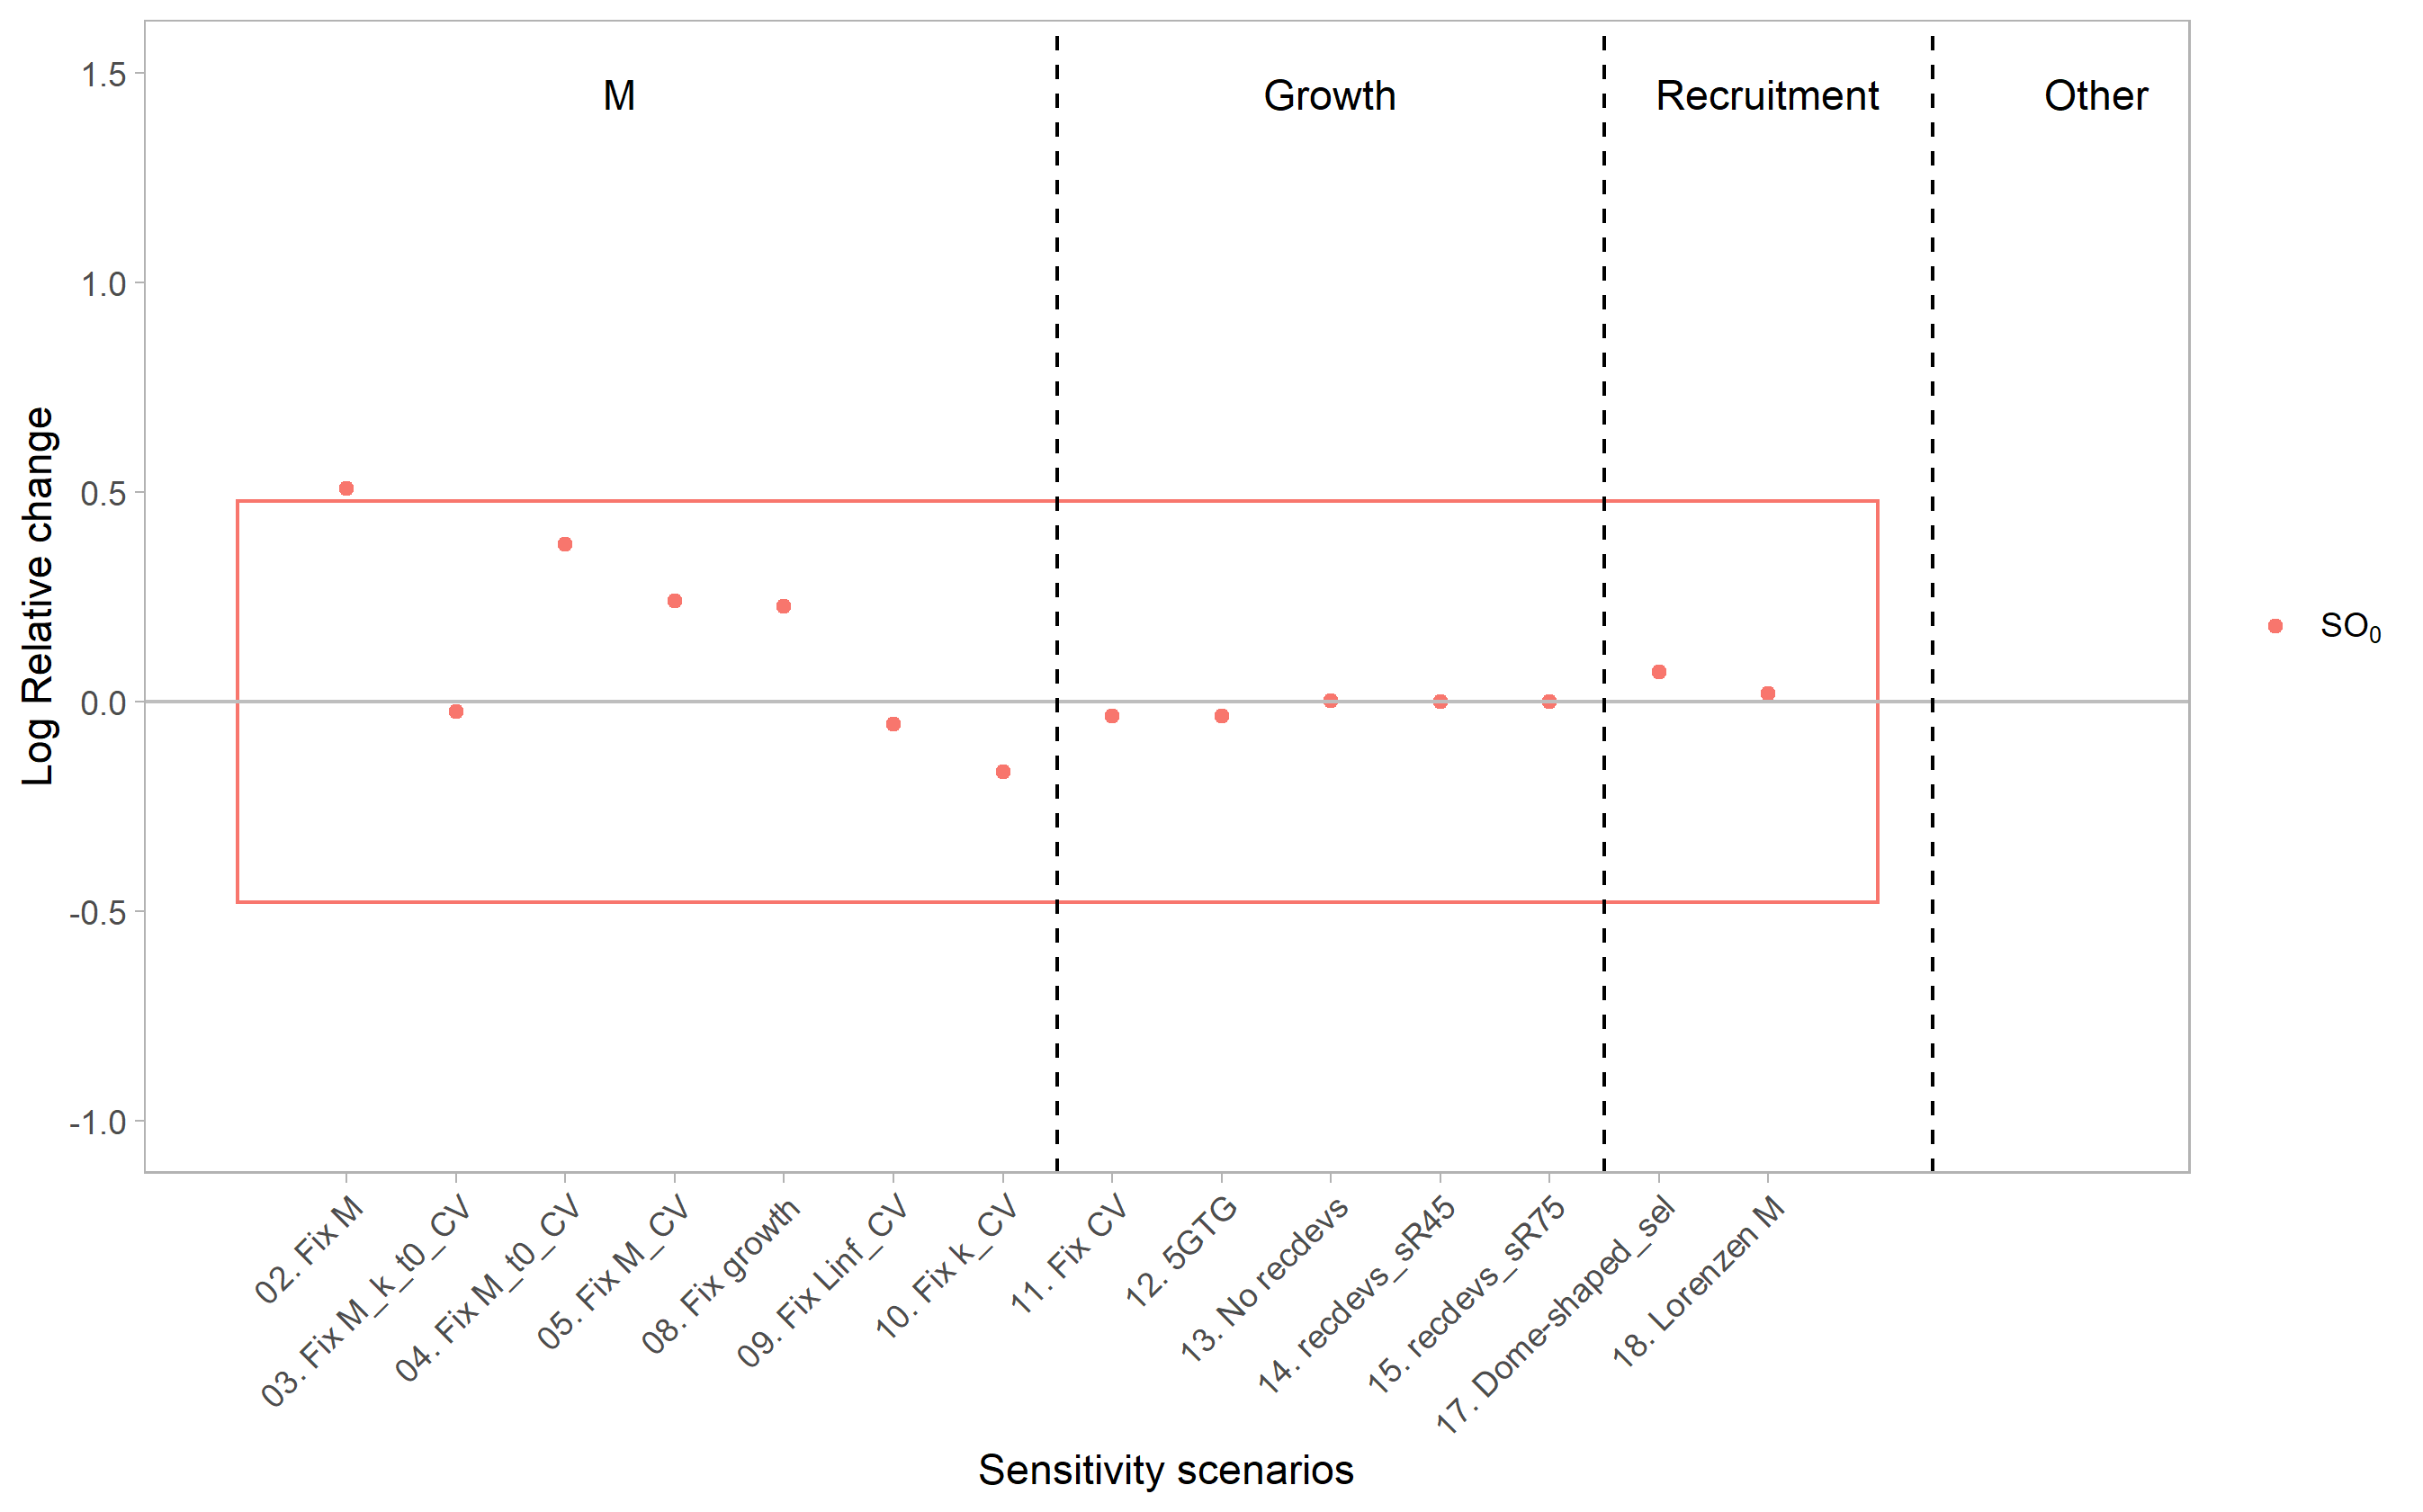 M
Growth
Recruitment
Other
1.5
1.0
0.5
0.0
-0.5
-1.0
Log Relative change
SO₀
02. Fix M
03. Fix M_k_t0_CV
04. Fix M_t0_CV
05. Fix M_CV
08. Fix growth
09. Fix Linf_CV
10. Fix k_CV
11. Fix CV
12. 5GTG
13. No recdevs
14. recdevs_sR45
15. recdevs_sR75
17. Dome-shaped_sel
18. Lorenzen M
Sensitivity scenarios